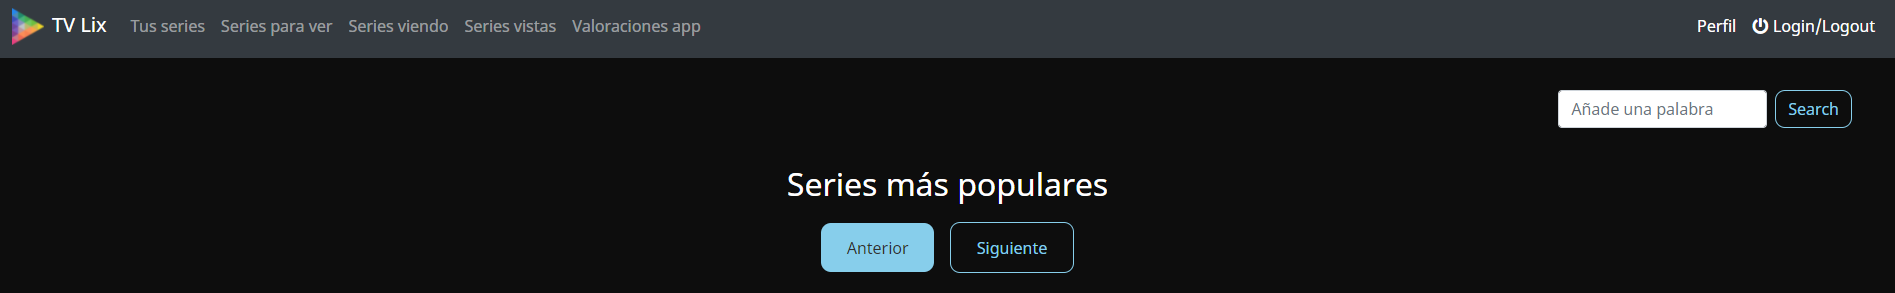 TV Lix Tus series Series para ver Series viendo Series vistas Valoraciones app Perfil Login/Logout
Añade una palabra Search
Series más populares
Anterior Siguiente